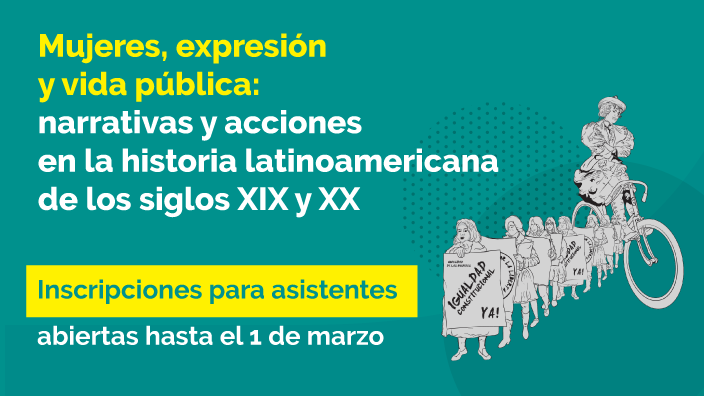 Mujeres, expresión
y vida pública:
narrativas y acciones
en la historia latinoamericana
de los siglos XIX y XX
Inscripciones para asistentes
abiertas hasta el 1 de marzo
IGUALDAD
CONSTITUCIONAL
YA!
YA!